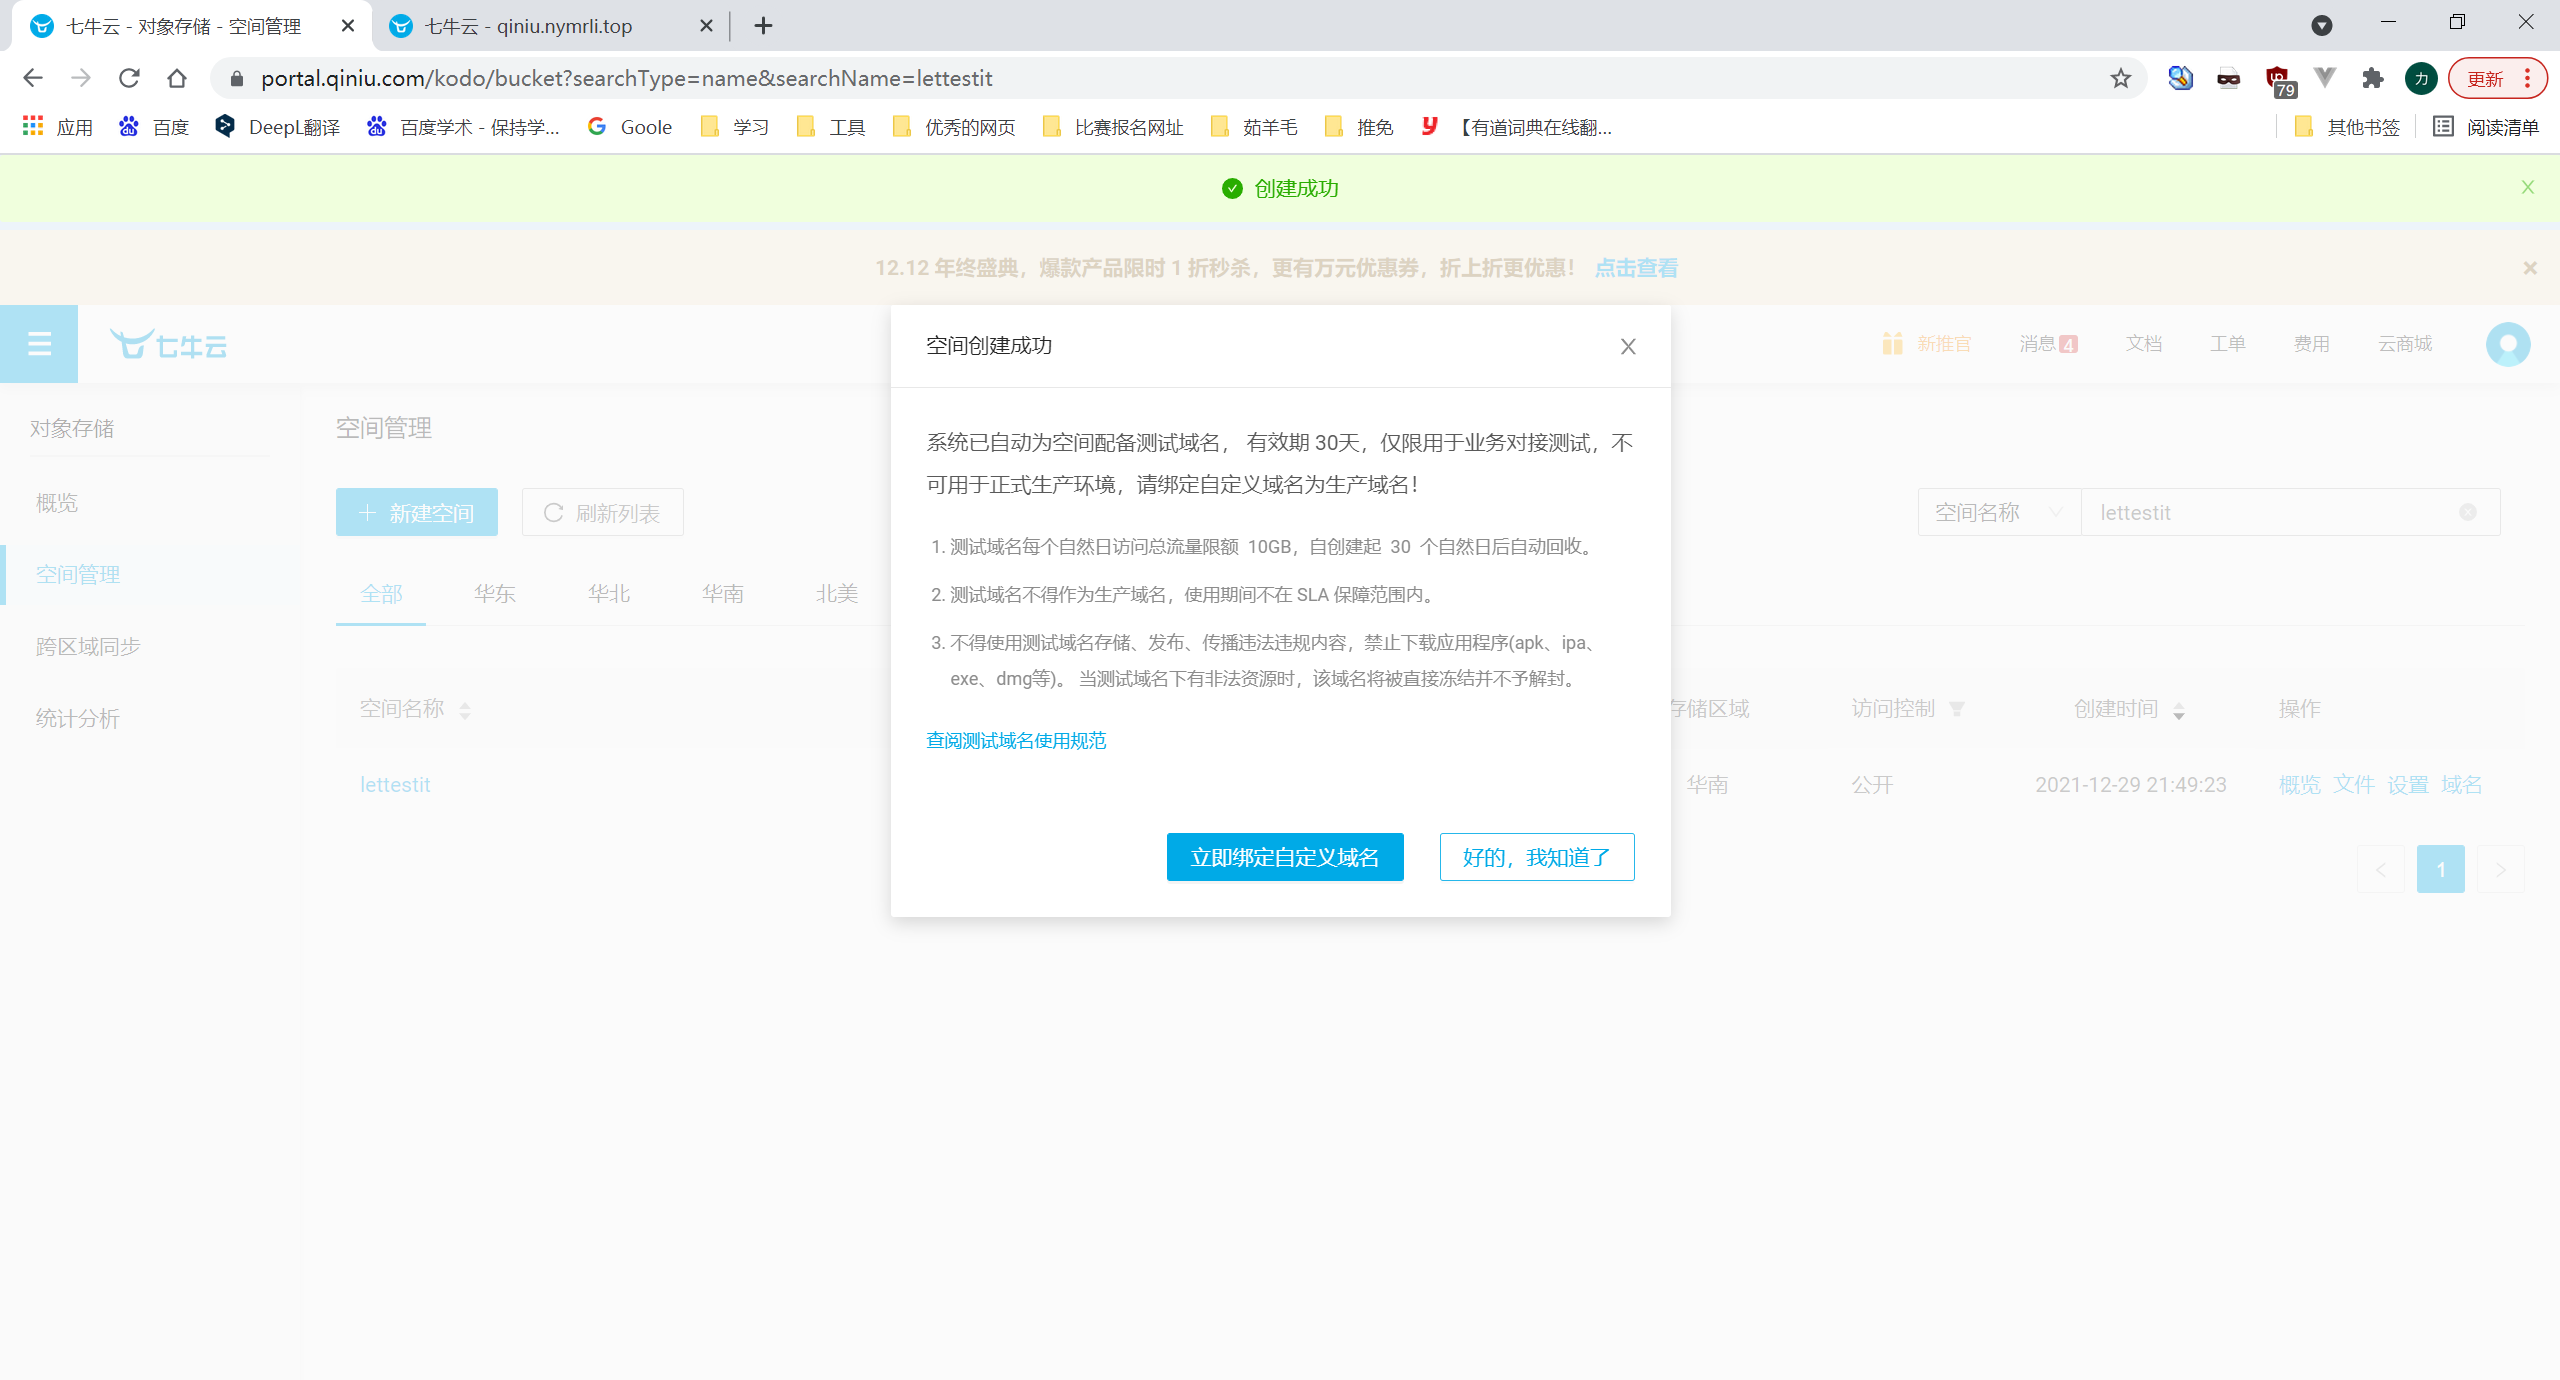 七牛云 - 对象存储 - 空间管理
七牛云 - qiniu.nymrli.top
portal.qiniu.com/kodo/bucket?searchType=name&searchName=lettestit
79
力
更新
应用
百度
DeepL翻译
百度学术 - 保持学...
Goole
学习
工具
优秀的网页
比赛报名网址
茹羊毛
推免
【有道词典在线翻...
其他书签
阅读清单
创建成功
12.12 年终盛典，爆款产品限时 1 折秒杀，更有万元优惠券，折上折更优惠！ 点击查看
七牛云
新推官
消息 4
文档
工单
费用
云商城
对象存储
概览
空间管理
跨区域同步
统计分析
空间管理
新建空间
刷新列表
空间名称
lettestit
全部
华东
华北
华南
北美
空间名称
存储区域
访问控制
创建时间
操作
lettestit
华南
公开
2021-12-29 21:49:23
概览 文件 设置 域名
1
空间创建成功
系统已自动为空间配备测试域名， 有效期 30天，仅限用于业务对接测试，不
可用于正式生产环境，请绑定自定义域名为生产域名！
1. 测试域名每个自然日访问总流量限额 10GB，自创建起 30 个自然日后自动回收。
2. 测试域名不得作为生产域名，使用期间不在 SLA 保障范围内。
3. 不得使用测试域名存储、发布、传播违法违规内容，禁止下载应用程序(apk、ipa、
exe、dmg等)。 当测试域名下有非法资源时，该域名将被直接冻结并不予解封。
查阅测试域名使用规范
立即绑定自定义域名
好的，我知道了